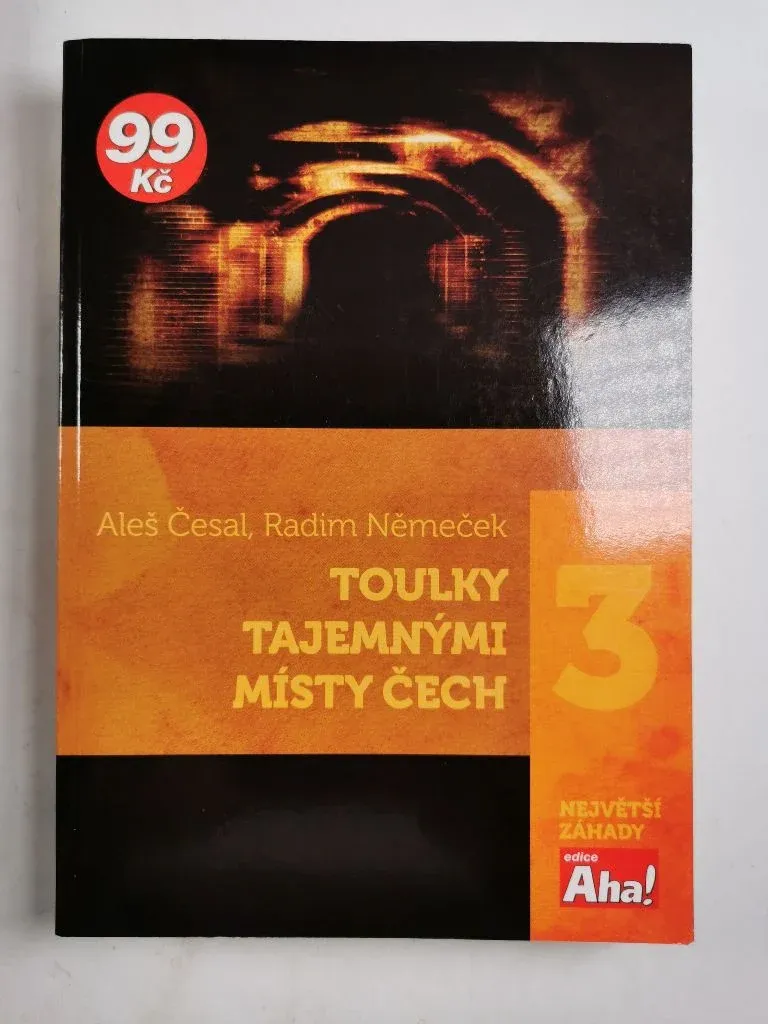 99
Kč
Aleš Česal, Radim Němeček
TOULKY
TAJEMNÝMI
MÍSTY ČECH
3
NEJVĚTŠÍ
ZÁHADY
edice
Aha!